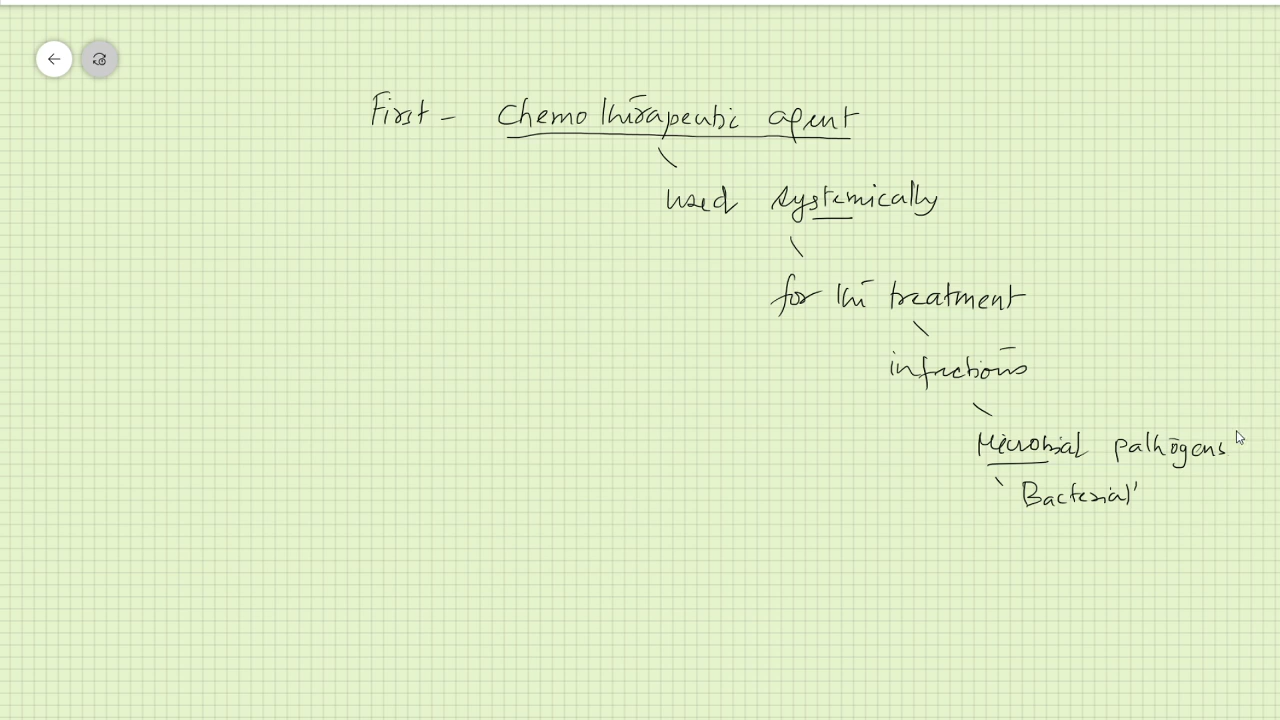 First - Chemotherapeutic agent
used systemically
for the treatment
infections
Microbial pathogens
Bacterial